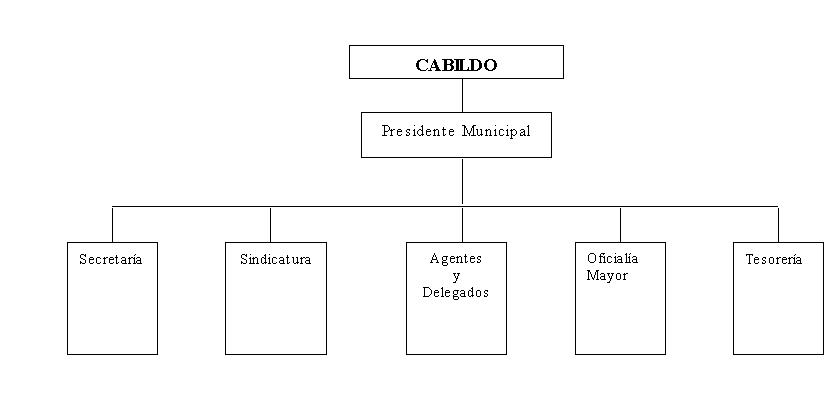 CABILDO
Presidente Municipal
Secretaría
Sindicatura
Agentes
y
Delegados
Oficialía
Mayor
Tesorería